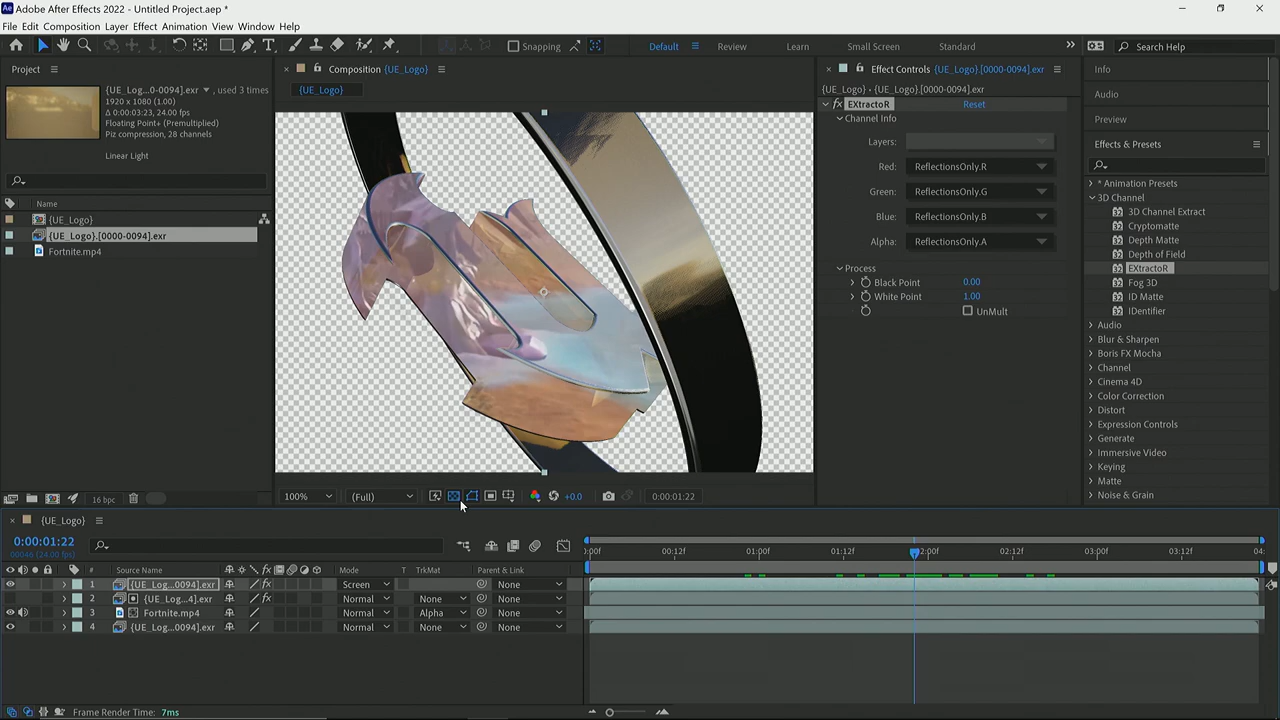 Adobe After Effects 2022 - Untitled Project.aep *
File Edit Composition Layer Effect Animation View Window Help
Snapping
Default
Review
Learn
Small Screen
Standard
Search Help
Project
{UE_Log...0-0094].exr , used 3 times
1920 x 1080 (1.00)
Δ 0:00:03:23, 24.00 fps
Floating Point+ (Premultiplied)
Piz compression, 28 channels
Linear Light
Name
{UE_Logo}
{UE_Logo}.[0000-0094].exr
Fortnite.mp4
16 bpc
Composition {UE_Logo}
{UE_Logo}
100%
(Full)
+0.0
0:00:01:22
Effect Controls {UE_Logo}.[0000-0094].exr
{UE_Logo} • {UE_Logo}.[0000-0094].exr
fx EXtractoR Reset
Channel Info
Layers:
Red: ReflectionsOnly.R
Green: ReflectionsOnly.G
Blue: ReflectionsOnly.B
Alpha: ReflectionsOnly.A
Process
Black Point 0.00
White Point 1.00
UnMult
Info
Audio
Preview
Effects & Presets
* Animation Presets
3D Channel
3D Channel Extract
Cryptomatte
Depth Matte
Depth of Field
EXtractoR
Fog 3D
ID Matte
IDentifier
Audio
Blur & Sharpen
Boris FX Mocha
Channel
Cinema 4D
Color Correction
Distort
Expression Controls
Generate
Immersive Video
Keying
Matte
Noise & Grain
{UE_Logo}
0:00:01:22
00046 (24.00 fps)
:00f 00:12f 01:00f 01:12f 02:00f 02:12f 03:00f 03:12f 04:
# Source Name fx Mode T TrkMat Parent & Link
1 {UE_Log...0094].exr fx Screen None
2 {UE_Log...4].exr fx Normal None None
3 Fortnite.mp4 Normal Alpha None
4 {UE_Log...0094].exr Normal None None
Frame Render Time: 7ms